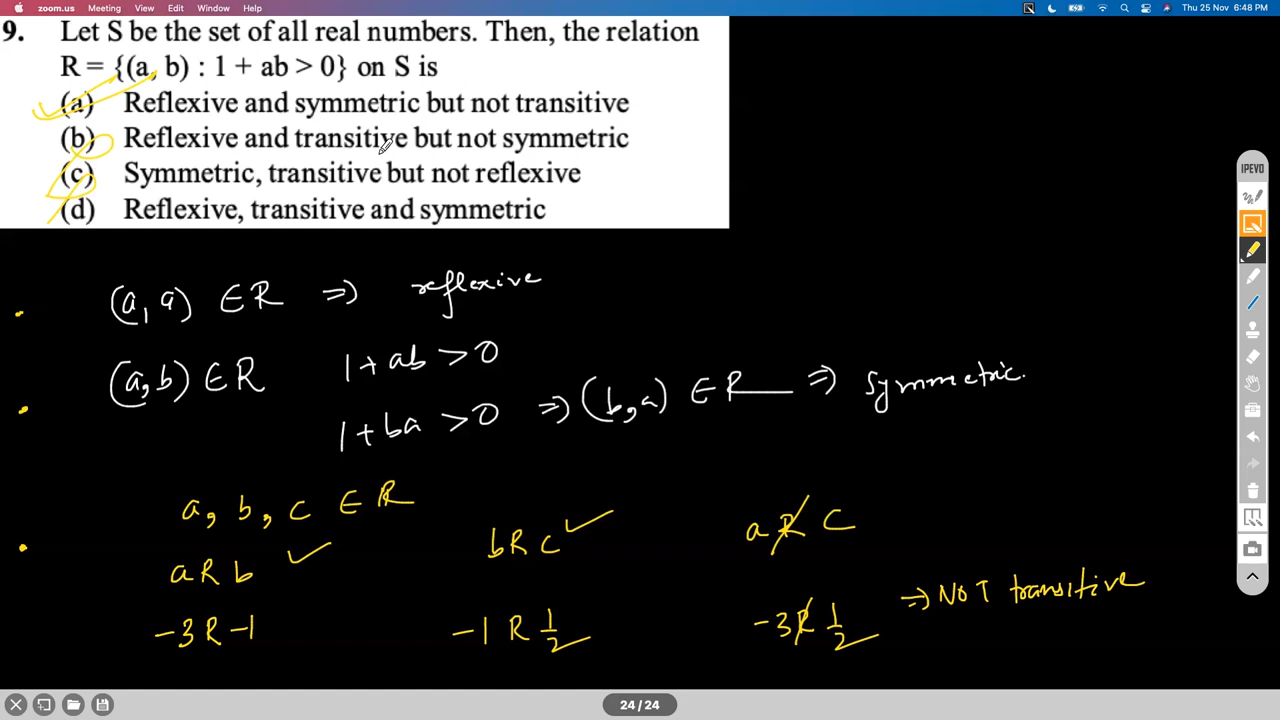 zoom.us Meeting View Edit Window Help Thu 25 Nov 6:48 PM
9. Let S be the set of all real numbers. Then, the relation
R = {(a, b) : 1 + ab > 0} on S is
(a) Reflexive and symmetric but not transitive
(b) Reflexive and transitive but not symmetric
(c) Symmetric, transitive but not reflexive
(d) Reflexive, transitive and symmetric
IPEVO
(a, a) ∈ R ⇒ reflexive
(a, b) ∈ R 1 + ab > 0
1 + ba > 0 ⇒ (b, a) ∈ R ⇒ Symmetric.
a, b, c ∈ R
a R b ✓ b R c ✓ a R̸ c
-3 R -1 -1 R 1/2 -3 R̸ 1/2 ⇒ NOT transitive
24 / 24